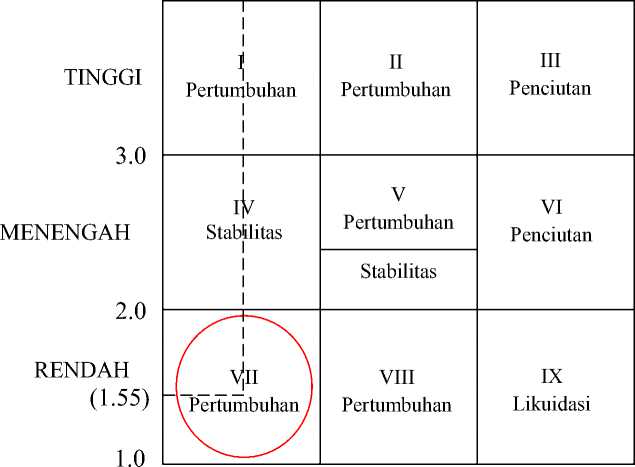 TINGGI
I
Pertumbuhan
II
Pertumbuhan
III
Penciutan
3.0
MENENGAH
IV
Stabilitas
V
Pertumbuhan
Stabilitas
VI
Penciutan
2.0
RENDAH
(1.55)
VII
Pertumbuhan
VIII
Pertumbuhan
IX
Likuidasi
1.0